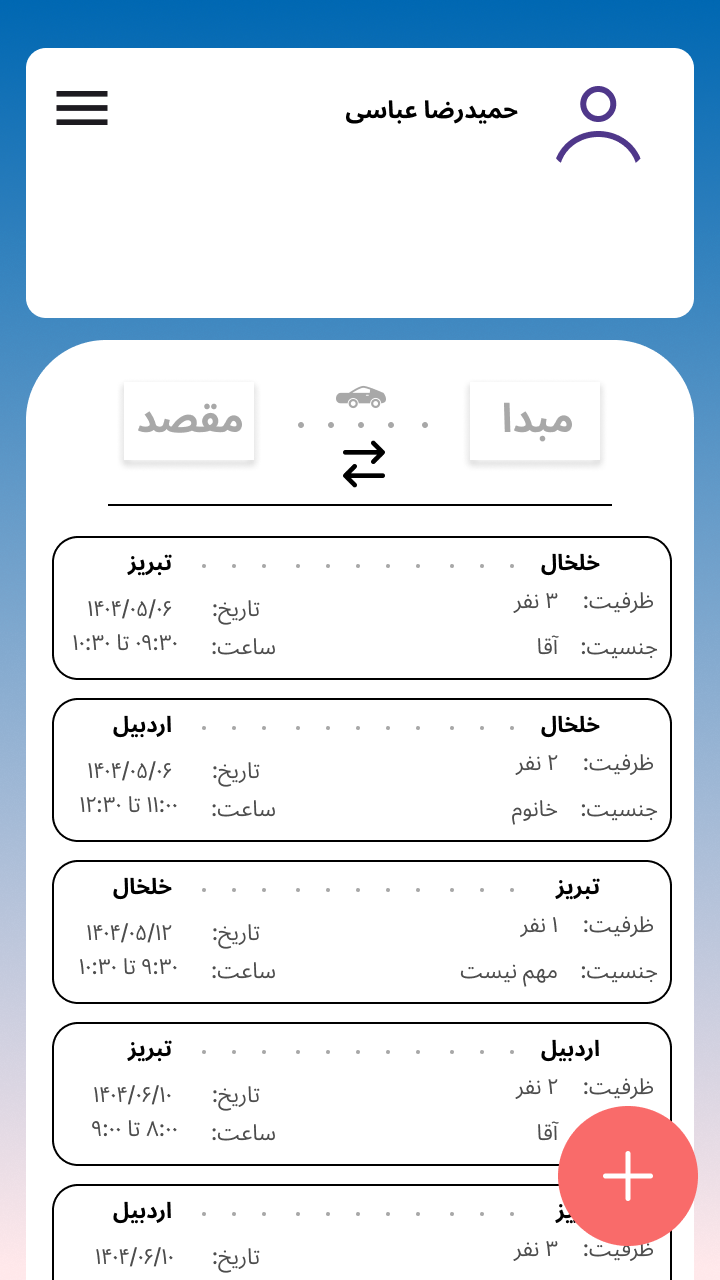 حمیدرضا عباسی
مبدا مقصد
خلخال تبریز
ظرفیت: ۳ نفر تاریخ: ۱۴۰۴/۰۵/۰۶
جنسیت: آقا ساعت: ۰۹:۳۰ تا ۱۰:۳۰
خلخال اردبیل
ظرفیت: ۲ نفر تاریخ: ۱۴۰۴/۰۵/۰۶
جنسیت: خانوم ساعت: ۱۱:۰۰ تا ۱۲:۳۰
تبریز خلخال
ظرفیت: ۱ نفر تاریخ: ۱۴۰۴/۰۵/۱۲
جنسیت: مهم نیست ساعت: ۹:۳۰ تا ۱۰:۳۰
اردبیل تبریز
ظرفیت: ۲ نفر تاریخ: ۱۴۰۴/۰۶/۱۰
آقا ساعت: ۸:۰۰ تا ۹:۰۰
اردبیل
ظرفیت: ۳ نفر تاریخ: ۱۴۰۴/۰۶/۱۰